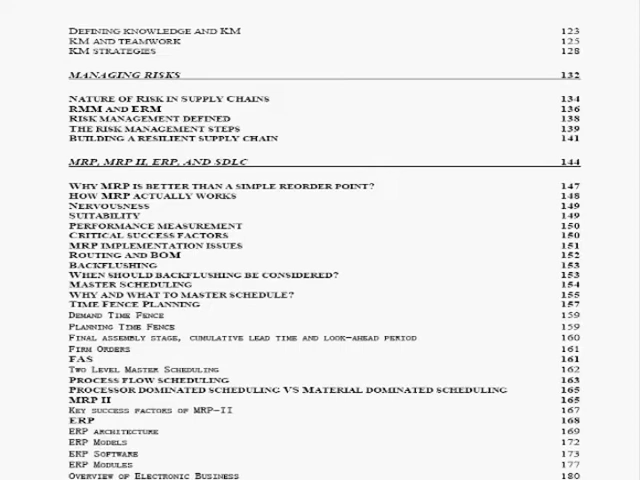 DEFINING KNOWLEDGE AND KM 123
KM AND TEAMWORK 125
KM STRATEGIES 128
MANAGING RISKS 132
NATURE OF RISK IN SUPPLY CHAINS 134
RMM AND ERM 136
RISK MANAGEMENT DEFINED 138
THE RISK MANAGEMENT STEPS 139
BUILDING A RESILIENT SUPPLY CHAIN 141
MRP, MRP II, ERP, AND SDLC 144
WHY MRP IS BETTER THAN A SIMPLE REORDER POINT? 147
HOW MRP ACTUALLY WORKS 148
NERVOUSNESS 149
SUITABILITY 149
PERFORMANCE MEASUREMENT 150
CRITICAL SUCCESS FACTORS 150
MRP IMPLEMENTATION ISSUES 151
ROUTING AND BOM 152
BACKFLUSHING 153
WHEN SHOULD BACKFLUSHING BE CONSIDERED? 153
MASTER SCHEDULING 154
WHY AND WHAT TO MASTER SCHEDULE? 155
TIME FENCE PLANNING 157
DEMAND TIME FENCE 159
PLANNING TIME FENCE 159
FINAL ASSEMBLY STAGE, CUMULATIVE LEAD TIME AND LOOK-AHEAD PERIOD 160
FIRM ORDERS 161
FAS 161
TWO LEVEL MASTER SCHEDULING 162
PROCESS FLOW SCHEDULING 163
PROCESSOR DOMINATED SCHEDULING VS MATERIAL DOMINATED SCHEDULING 165
MRP II 165
KEY SUCCESS FACTORS OF MRP-II 167
ERP 168
ERP ARCHITECTURE 169
ERP MODELS 172
ERP SOFTWARE 173
ERP MODULES 177
OVERVIEW OF ELECTRONIC BUSINESS 180